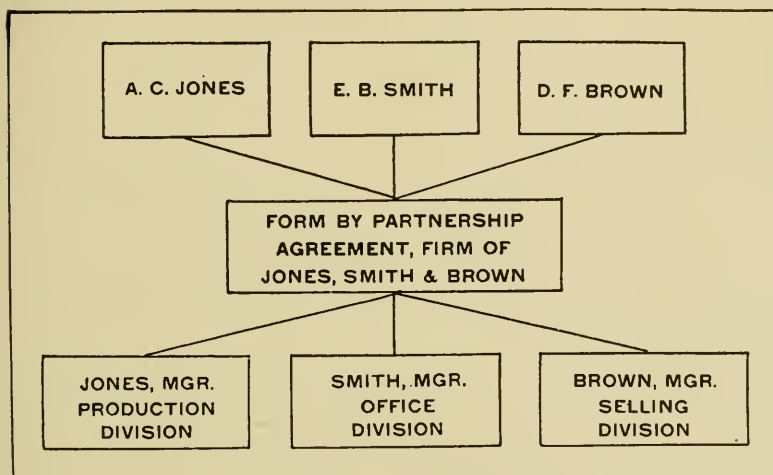 A. C. JONES
E. B. SMITH
D. F. BROWN
FORM BY PARTNERSHIP
AGREEMENT, FIRM OF
JONES, SMITH & BROWN
JONES, MGR.
PRODUCTION
DIVISION
SMITH, MGR.
OFFICE
DIVISION
BROWN, MGR.
SELLING
DIVISION